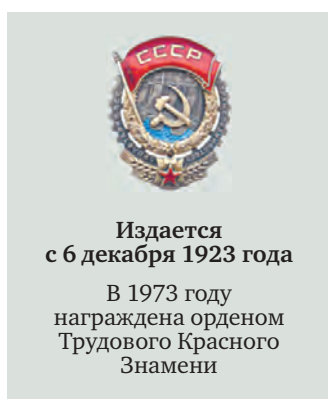 СССР
Издается
с 6 декабря 1923 года
В 1973 году
награждена орденом
Трудового Красного
Знамени